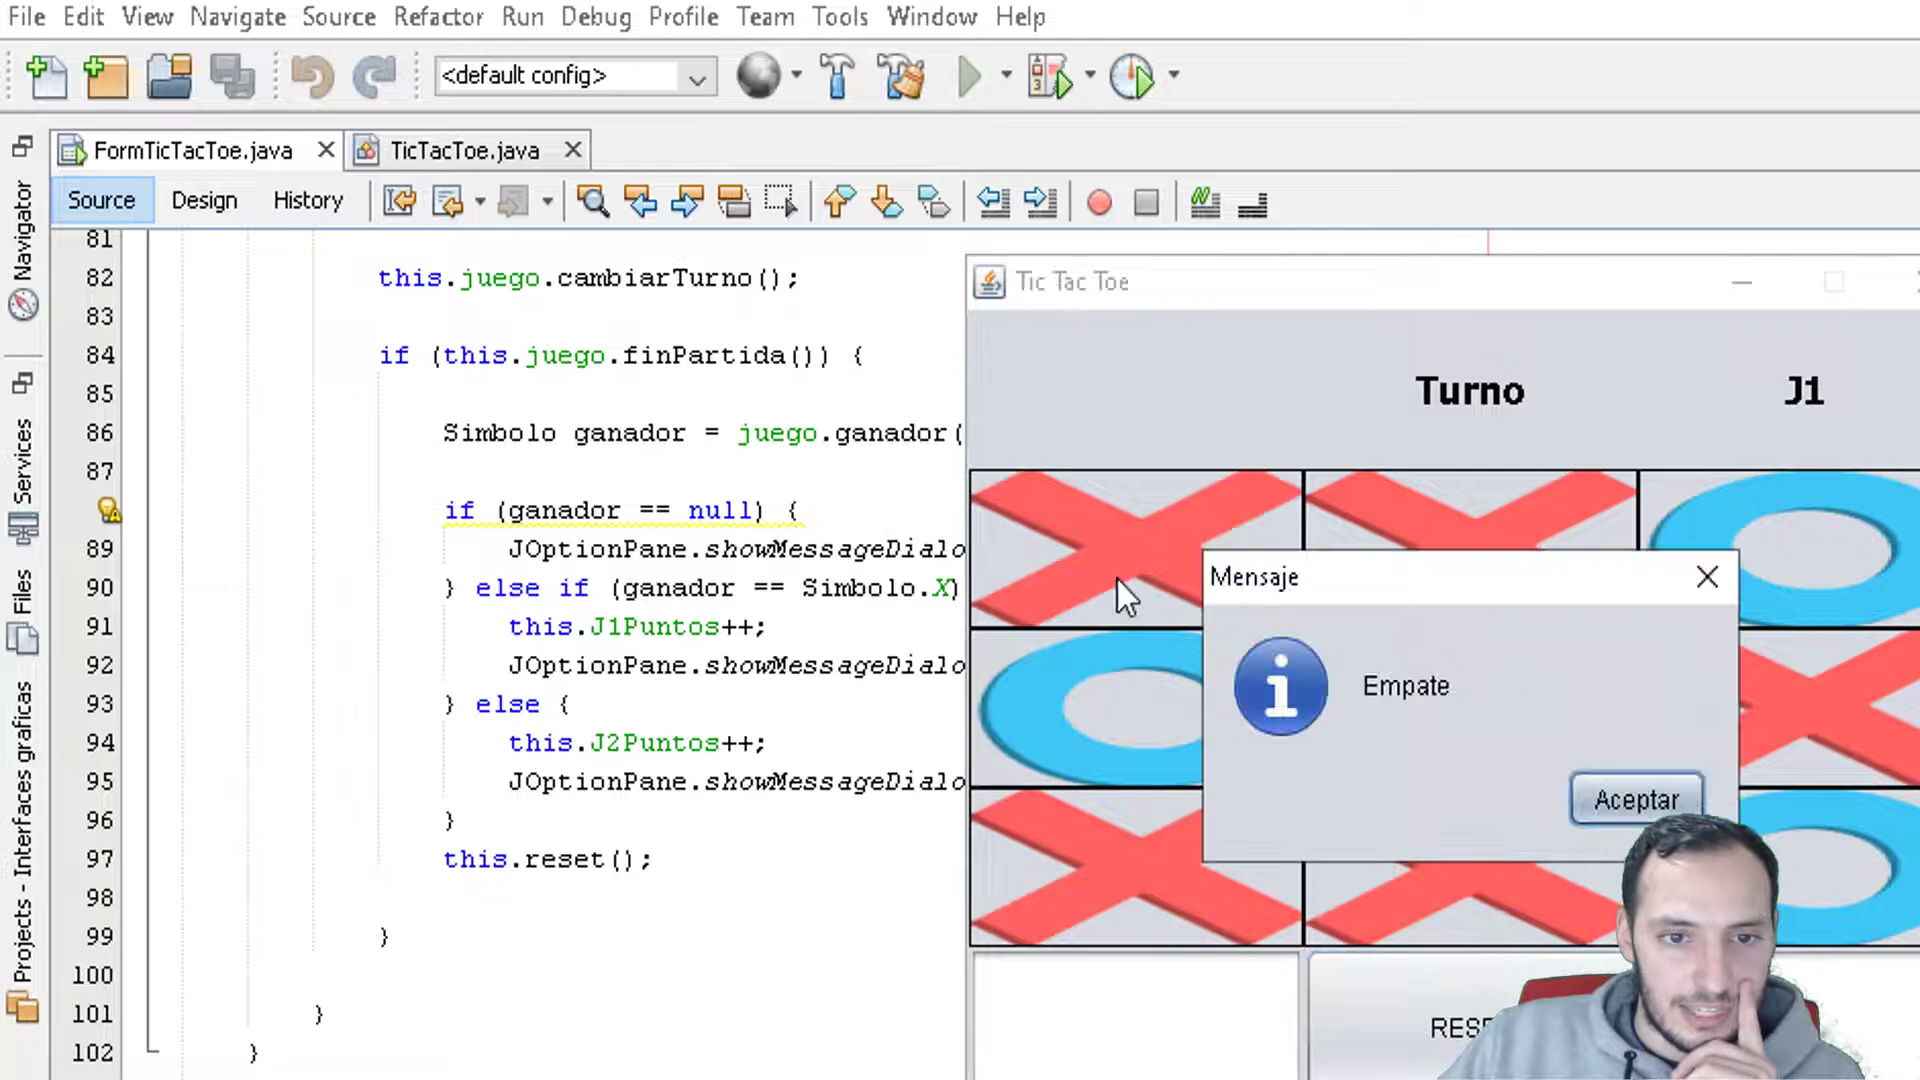 File Edit View Navigate Source Refactor Run Debug Profile Team Tools Window Help
<default config>
FormTicTacToe.java TicTacToe.java
Source Design History
Navigator
Services
Files
Projects - Interfaces graficas
81
82 this.juego.cambiarTurno();
83
84 if (this.juego.finPartida()) {
85
86 Simbolo ganador = juego.ganador(
87
if (ganador == null) {
89 JOptionPane.showMessageDialo
90 } else if (ganador == Simbolo.X)
91 this.J1Puntos++;
92 JOptionPane.showMessageDialo
93 } else {
94 this.J2Puntos++;
95 JOptionPane.showMessageDialo
96 }
97 this.reset();
98
99 }
100
101 }
102 }
Tic Tac Toe
Turno J1
Mensaje
Empate
Aceptar